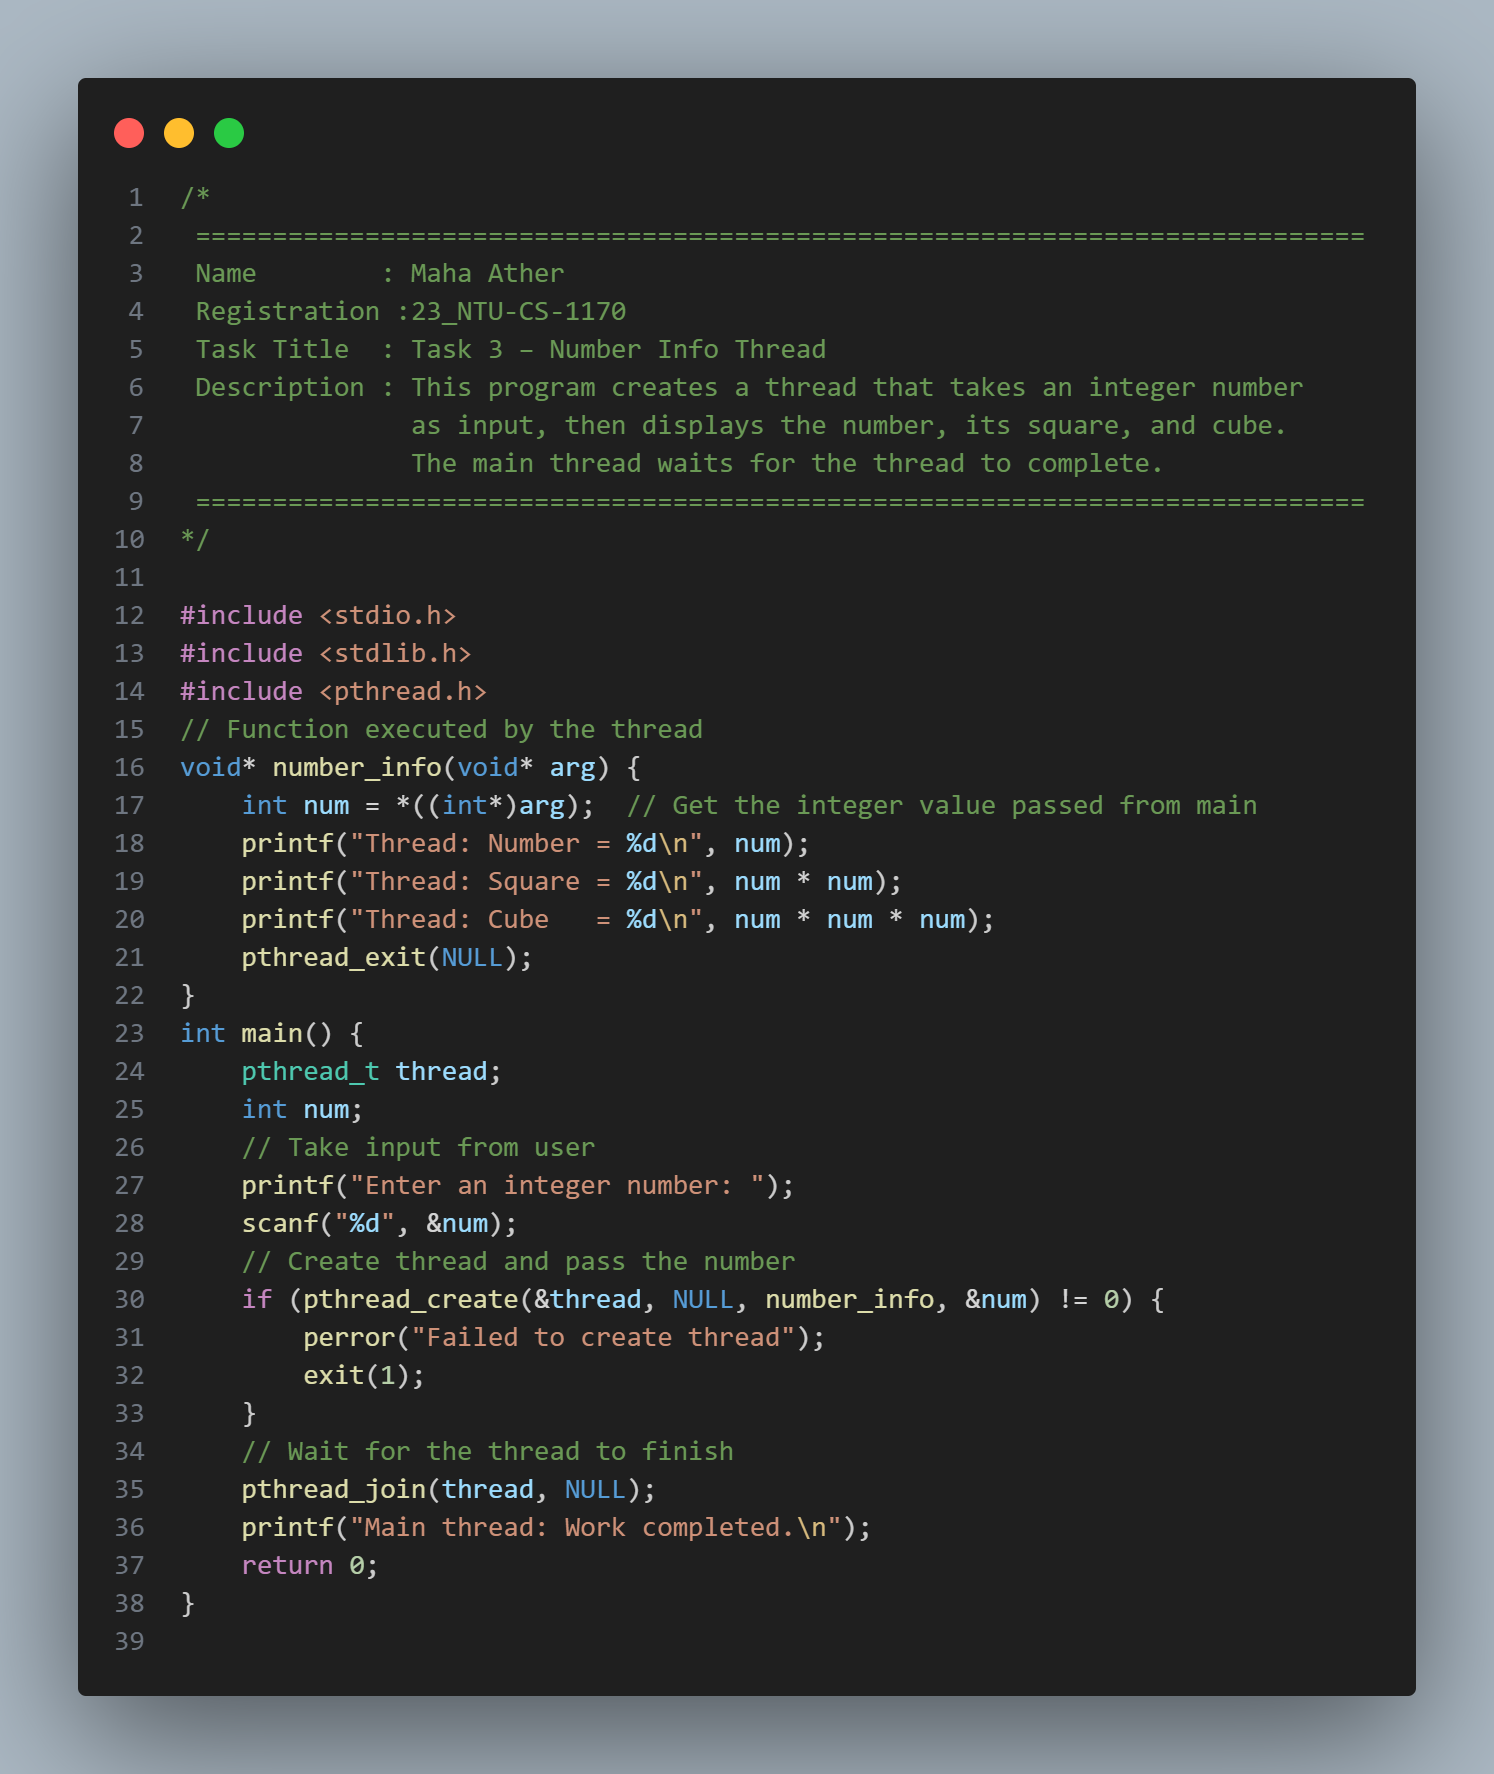 1 /*
2  ============================================================================
3  Name        : Maha Ather
4  Registration :23_NTU-CS-1170
5  Task Title  : Task 3 – Number Info Thread
6  Description : This program creates a thread that takes an integer number
7                as input, then displays the number, its square, and cube.
8                The main thread waits for the thread to complete.
9  ============================================================================
10 */
11
12 #include <stdio.h>
13 #include <stdlib.h>
14 #include <pthread.h>
15 // Function executed by the thread
16 void* number_info(void* arg) {
17     int num = *((int*)arg);  // Get the integer value passed from main
18     printf("Thread: Number = %d\n", num);
19     printf("Thread: Square = %d\n", num * num);
20     printf("Thread: Cube   = %d\n", num * num * num);
21     pthread_exit(NULL);
22 }
23 int main() {
24     pthread_t thread;
25     int num;
26     // Take input from user
27     printf("Enter an integer number: ");
28     scanf("%d", &num);
29     // Create thread and pass the number
30     if (pthread_create(&thread, NULL, number_info, &num) != 0) {
31         perror("Failed to create thread");
32         exit(1);
33     }
34     // Wait for the thread to finish
35     pthread_join(thread, NULL);
36     printf("Main thread: Work completed.\n");
37     return 0;
38 }
39